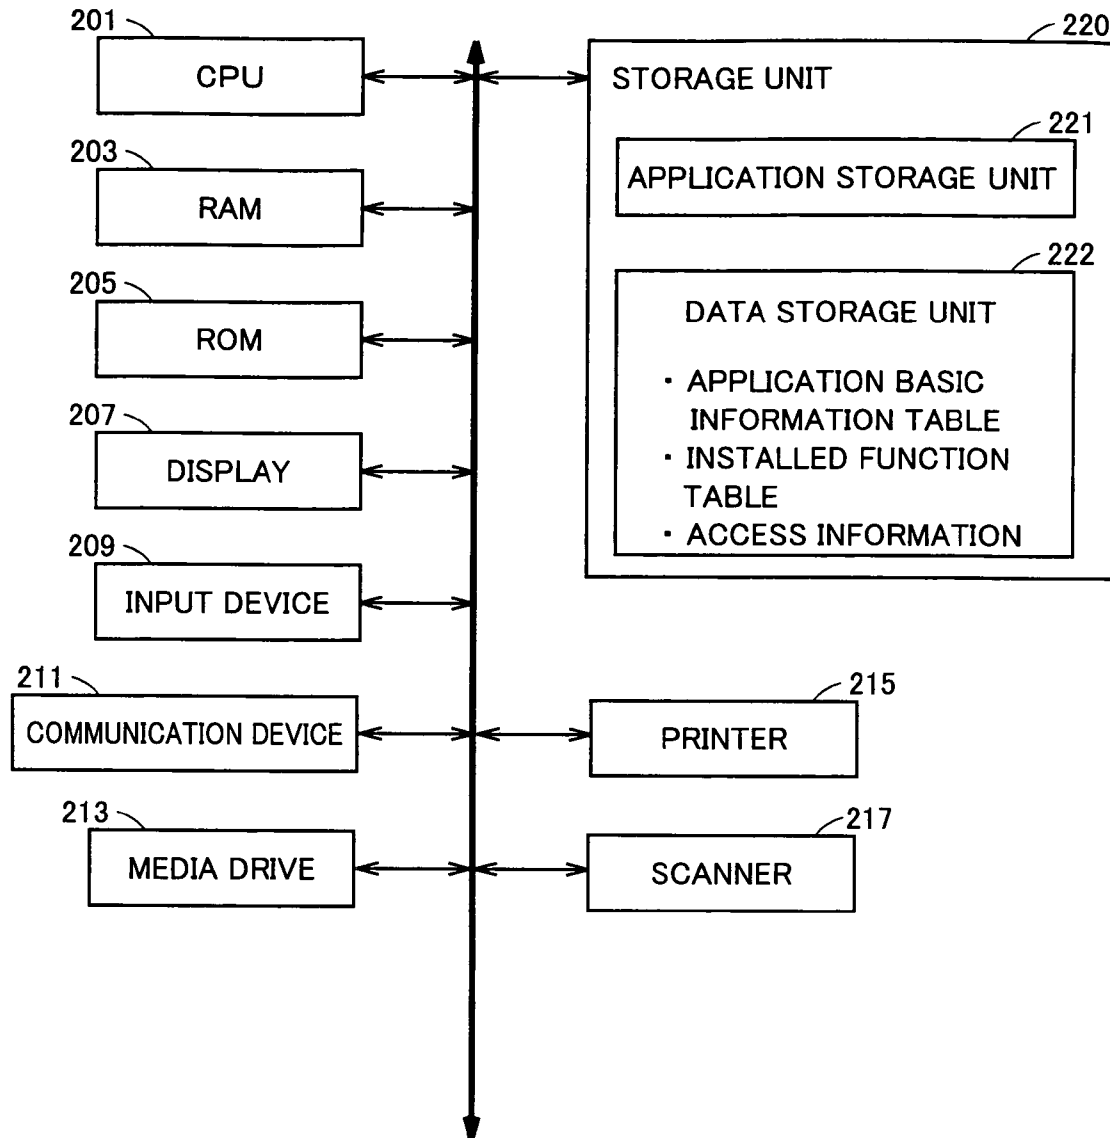 201
CPU
203
RAM
205
ROM
207
DISPLAY
209
INPUT DEVICE
211
COMMUNICATION DEVICE
213
MEDIA DRIVE
220
STORAGE UNIT
221
APPLICATION STORAGE UNIT
222
DATA STORAGE UNIT
・APPLICATION BASIC
INFORMATION TABLE
・INSTALLED FUNCTION
TABLE
・ACCESS INFORMATION
215
PRINTER
217
SCANNER